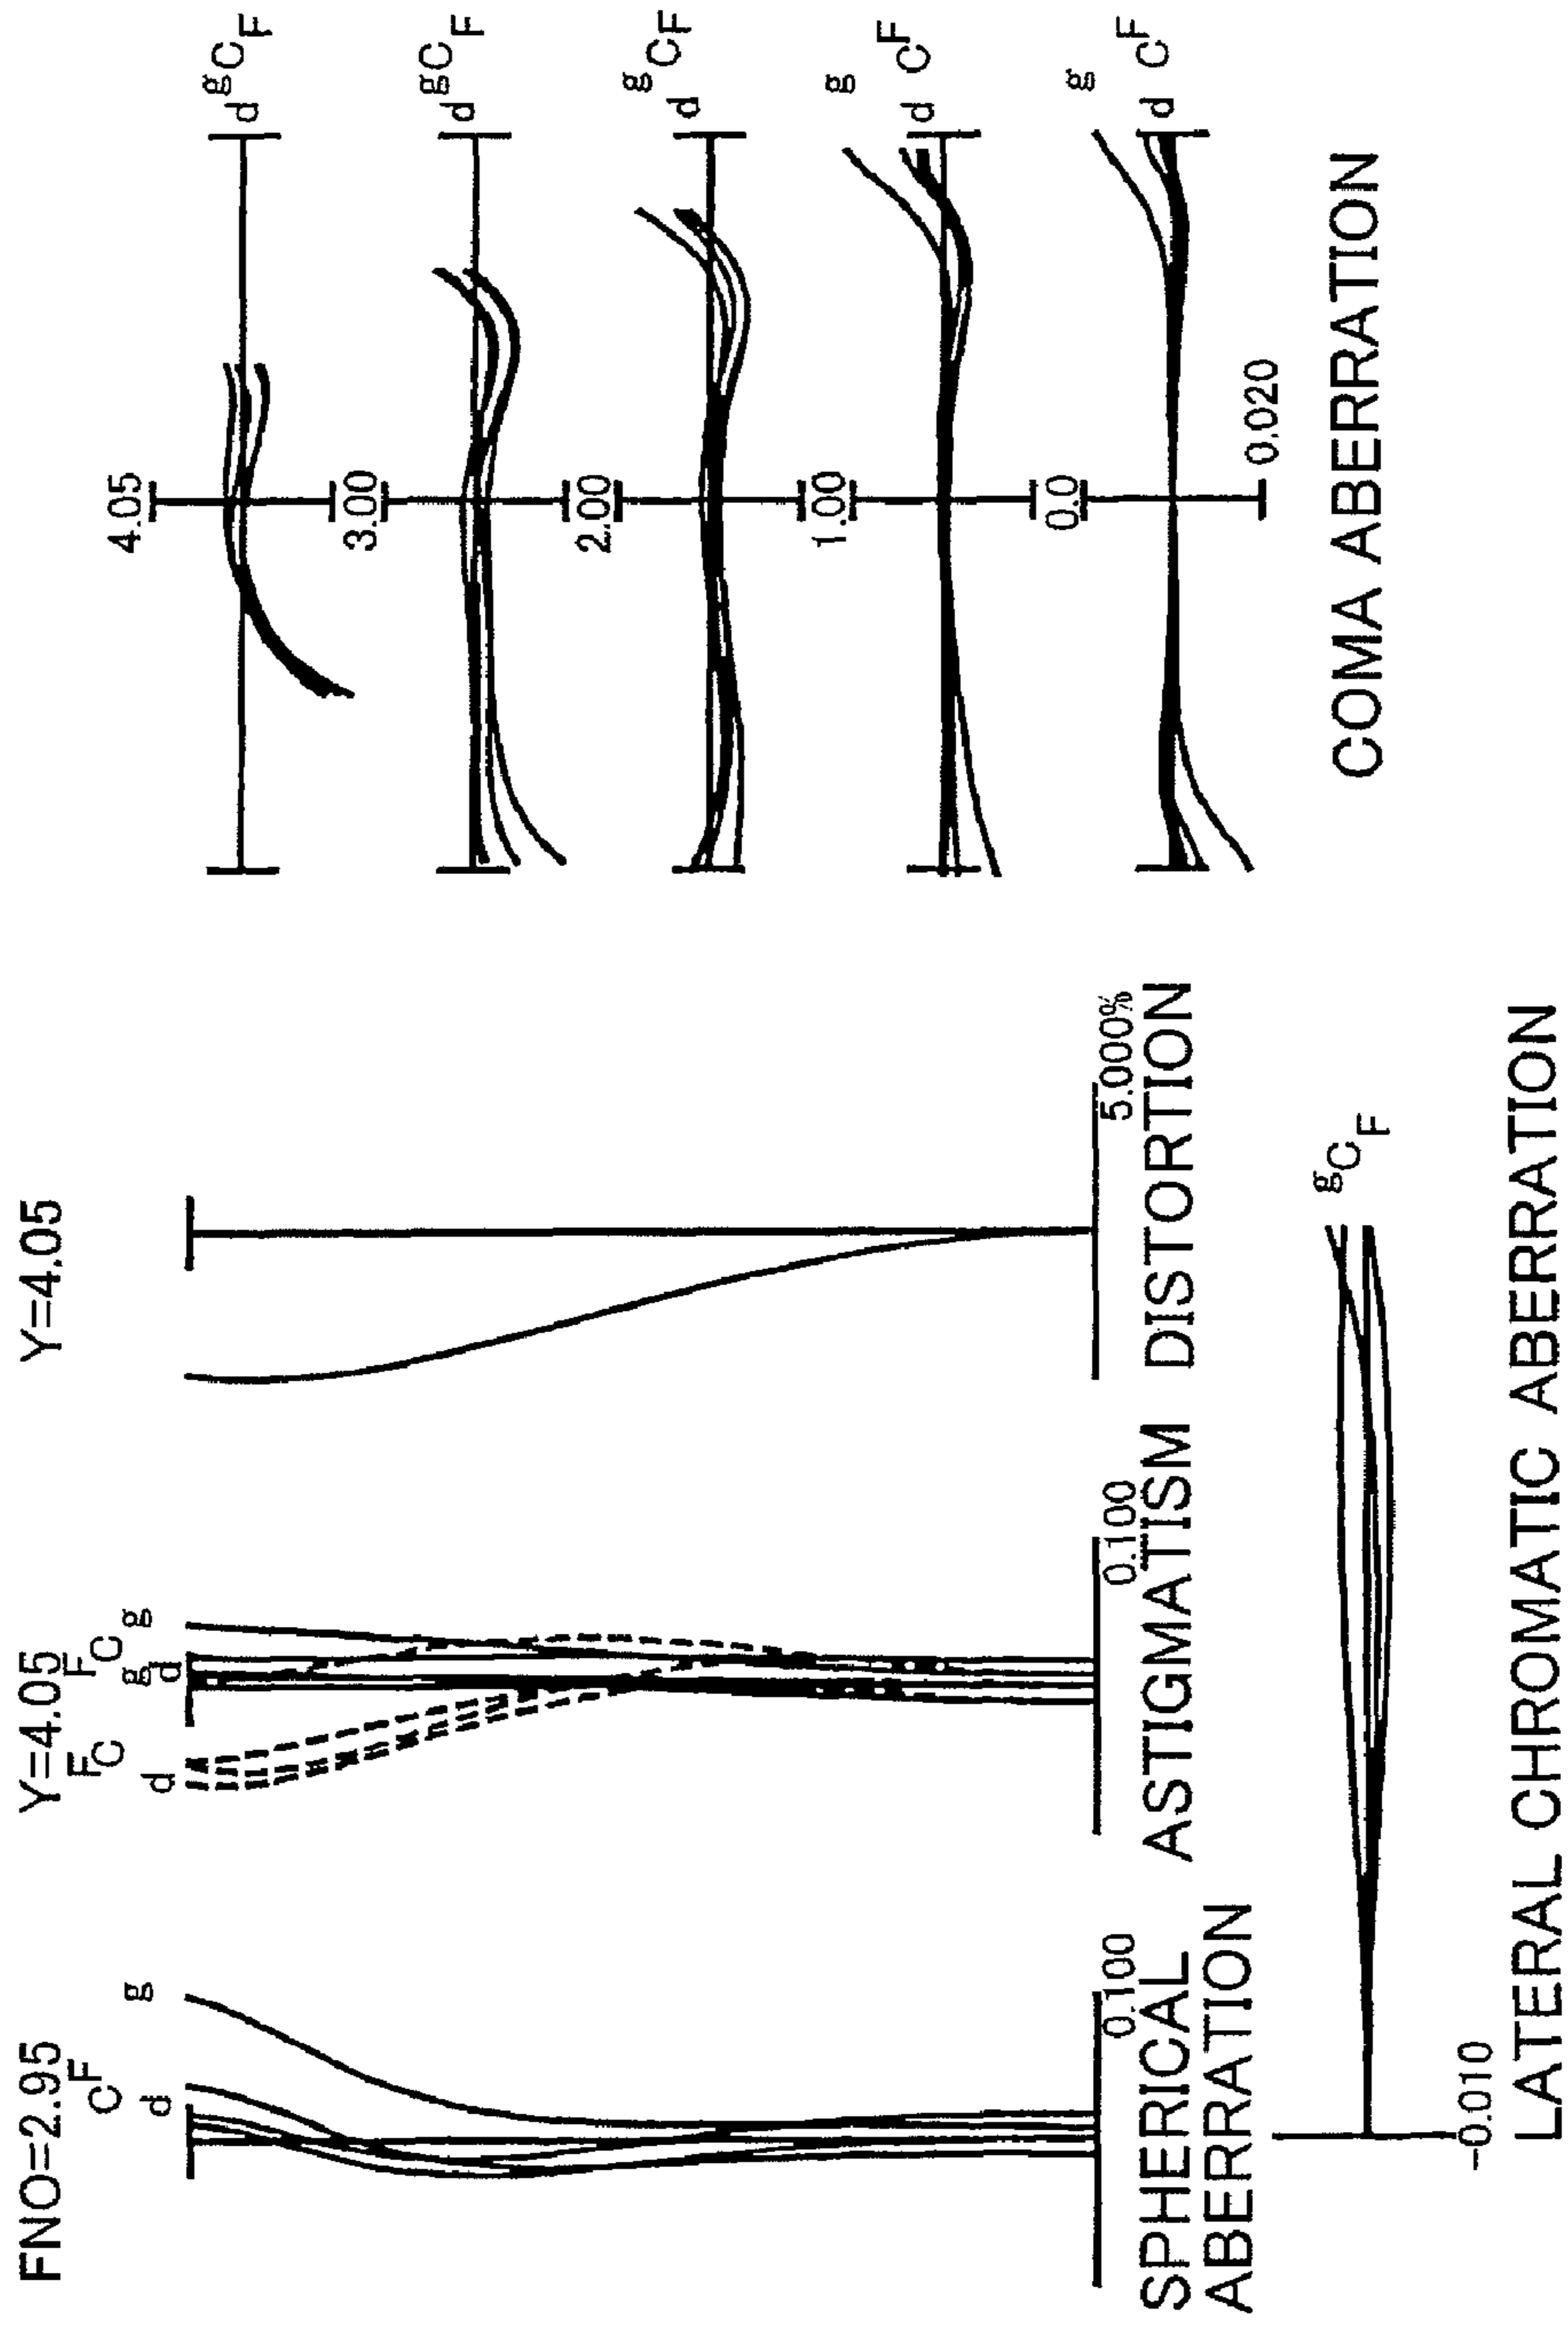 FNO=2.95
C F
d
g
SPHERICAL
ABERRATION
0.100
Y=4.05
F C
d
F C
g
d
g
ASTIGMATISM
0.100
Y=4.05
DISTORTION
5.000%
LATERAL CHROMATIC ABERRATION
-0.010
g C F
4.05
d g C F
3.00
d g C F
2.00
d g C F
1.00
d g C F
0.0
d g C F
0.020
COMA ABERRATION